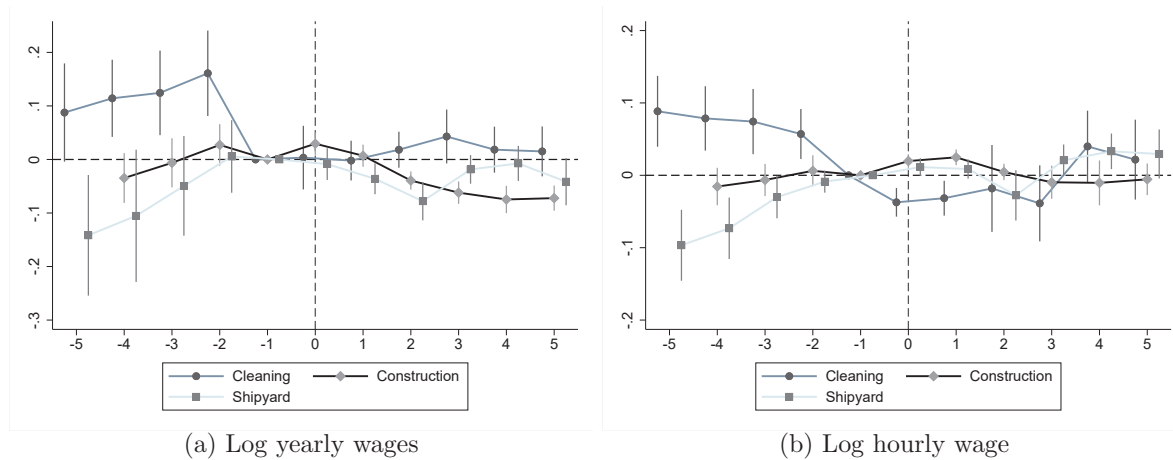 .2
.1
0
-.1
-.2
-.3
-5 -4 -3 -2 -1 0 1 2 3 4 5
Cleaning Construction
Shipyard
(a) Log yearly wages
.2
.1
0
-.1
-.2
-5 -4 -3 -2 -1 0 1 2 3 4 5
Cleaning Construction
Shipyard
(b) Log hourly wage